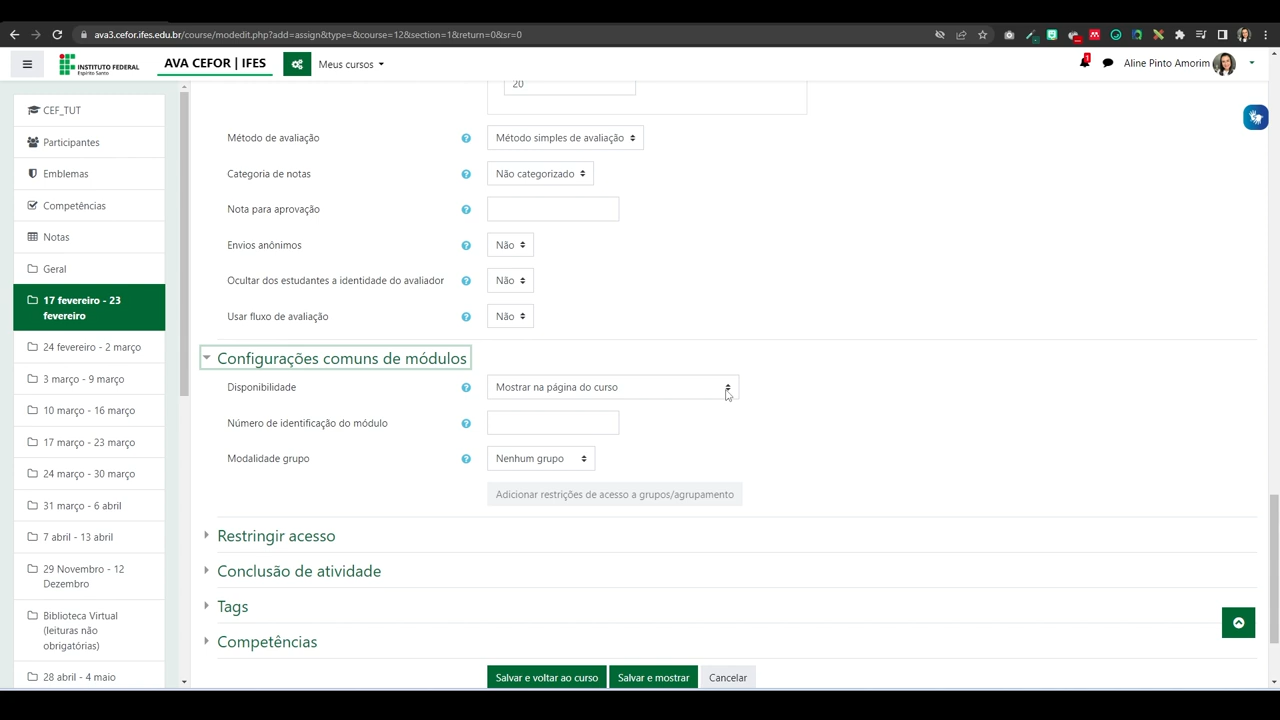 ava3.cefor.ifes.edu.br/course/modedit.php?add=assign&type=&course=12&section=1&return=0&sr=0
INSTITUTO FEDERAL
Espírito Santo
AVA CEFOR | IFES
Meus cursos
1
Aline Pinto Amorim
CEF_TUT
Participantes
Emblemas
Competências
Notas
Geral
17 fevereiro - 23
fevereiro
24 fevereiro - 2 março
3 março - 9 março
10 março - 16 março
17 março - 23 março
24 março - 30 março
31 março - 6 abril
7 abril - 13 abril
29 Novembro - 12
Dezembro
Biblioteca Virtual
(leituras não
obrigatórias)
28 abril - 4 maio
20
Método de avaliação
Método simples de avaliação
Categoria de notas
Não categorizado
Nota para aprovação
Envios anônimos
Não
Ocultar dos estudantes a identidade do avaliador
Não
Usar fluxo de avaliação
Não
Configurações comuns de módulos
Disponibilidade
Mostrar na página do curso
Número de identificação do módulo
Modalidade grupo
Nenhum grupo
Adicionar restrições de acesso a grupos/agrupamento
Restringir acesso
Conclusão de atividade
Tags
Competências
Salvar e voltar ao curso
Salvar e mostrar
Cancelar